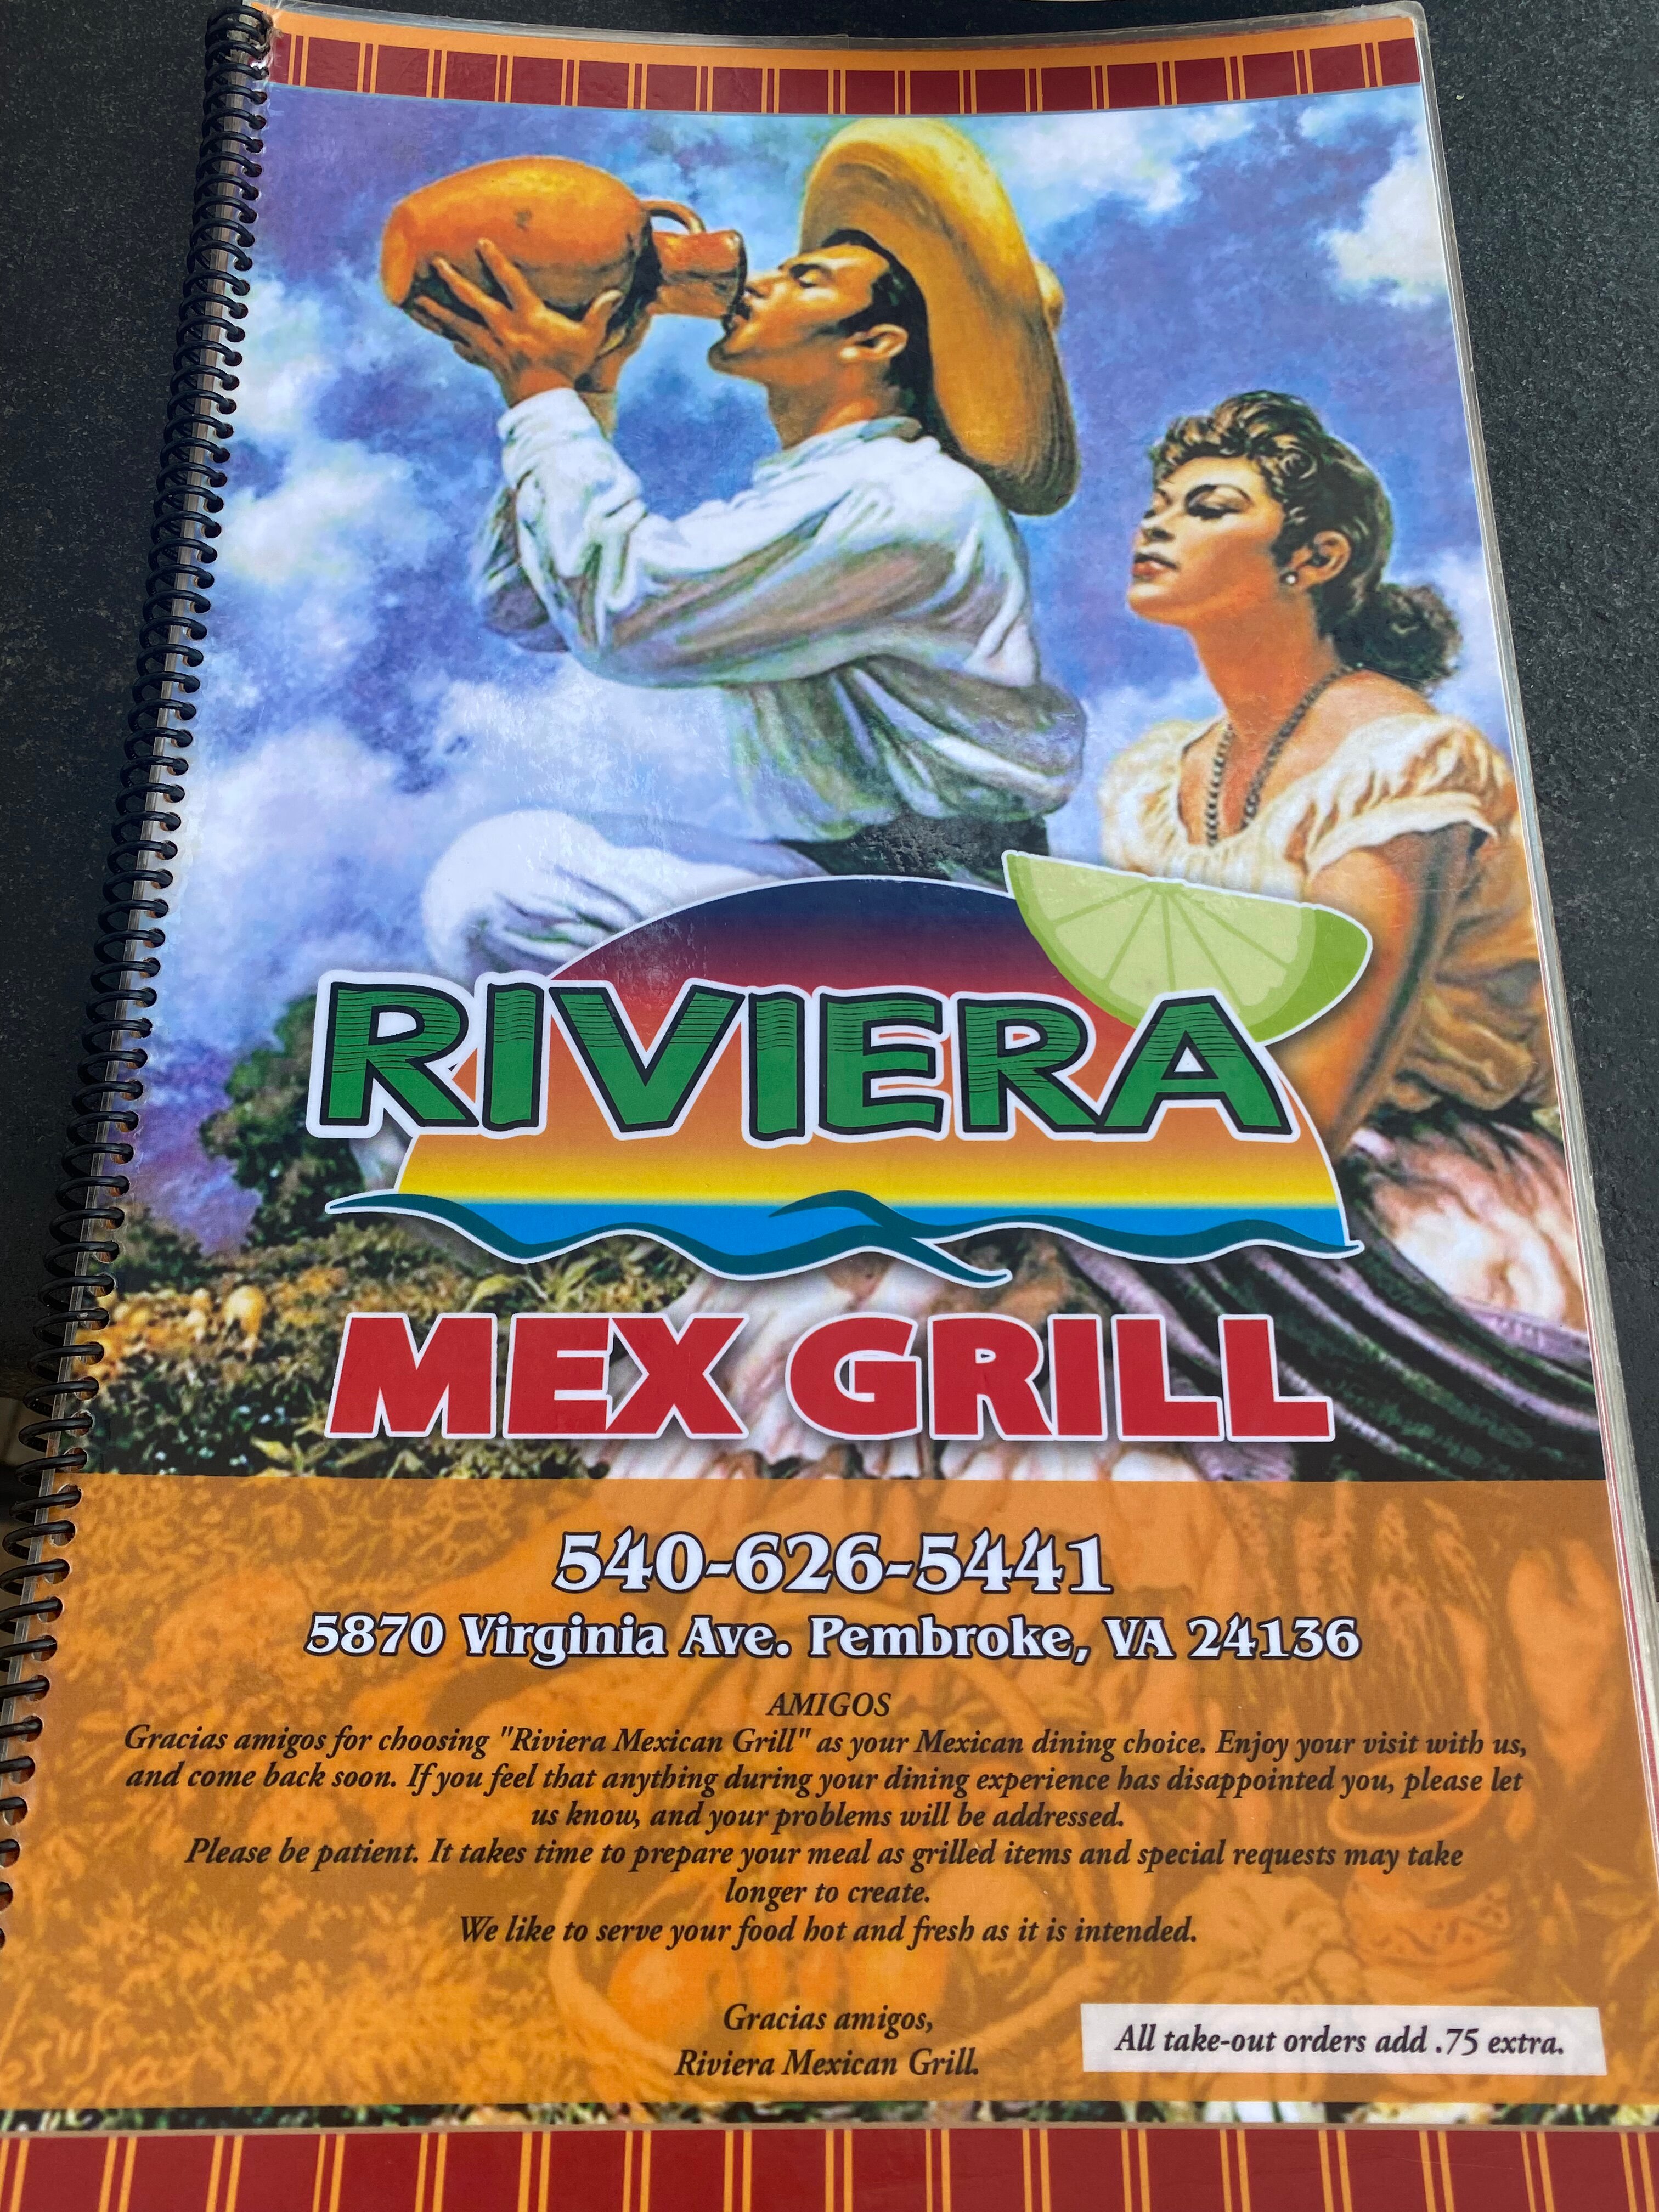 RIVIERA
MEX GRILL
540-626-5441
5870 Virginia Ave. Pembroke, VA 24136
AMIGOS
Gracias amigos for choosing "Riviera Mexican Grill" as your Mexican dining choice. Enjoy your visit with us,
and come back soon. If you feel that anything during your dining experience has disappointed you, please let
us know, and your problems will be addressed.
Please be patient. It takes time to prepare your meal as grilled items and special requests may take
longer to create.
We like to serve your food hot and fresh as it is intended.
Gracias amigos,
Riviera Mexican Grill.
All take-out orders add .75 extra.